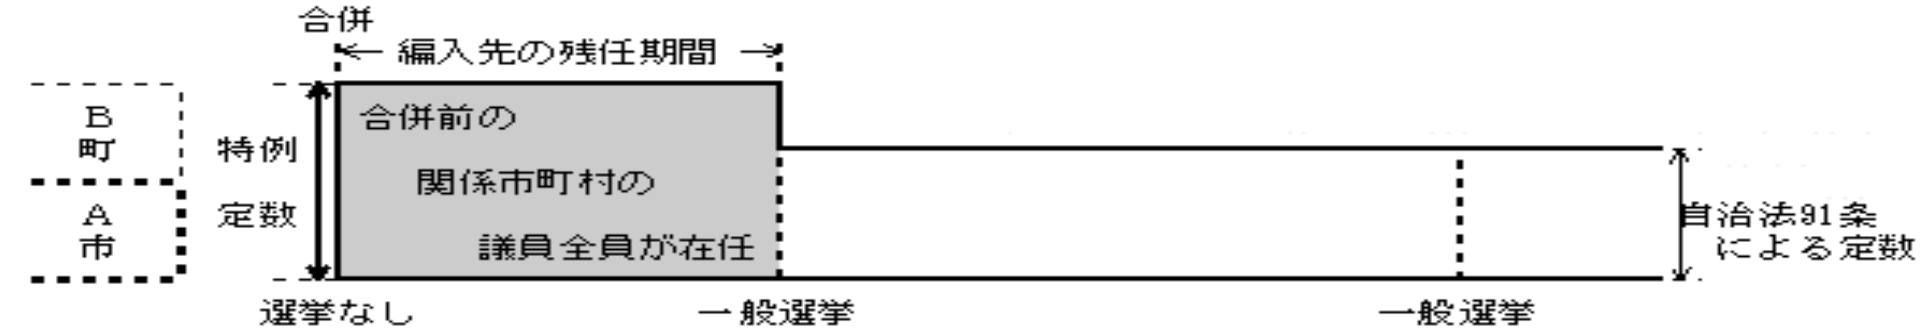 合併
← 編入先の残任期間 →
B町
A市
特例
定数
合併前の
関係市町村の
議員全員が在任
自治法91条
による定数
選挙なし
一般選挙
一般選挙